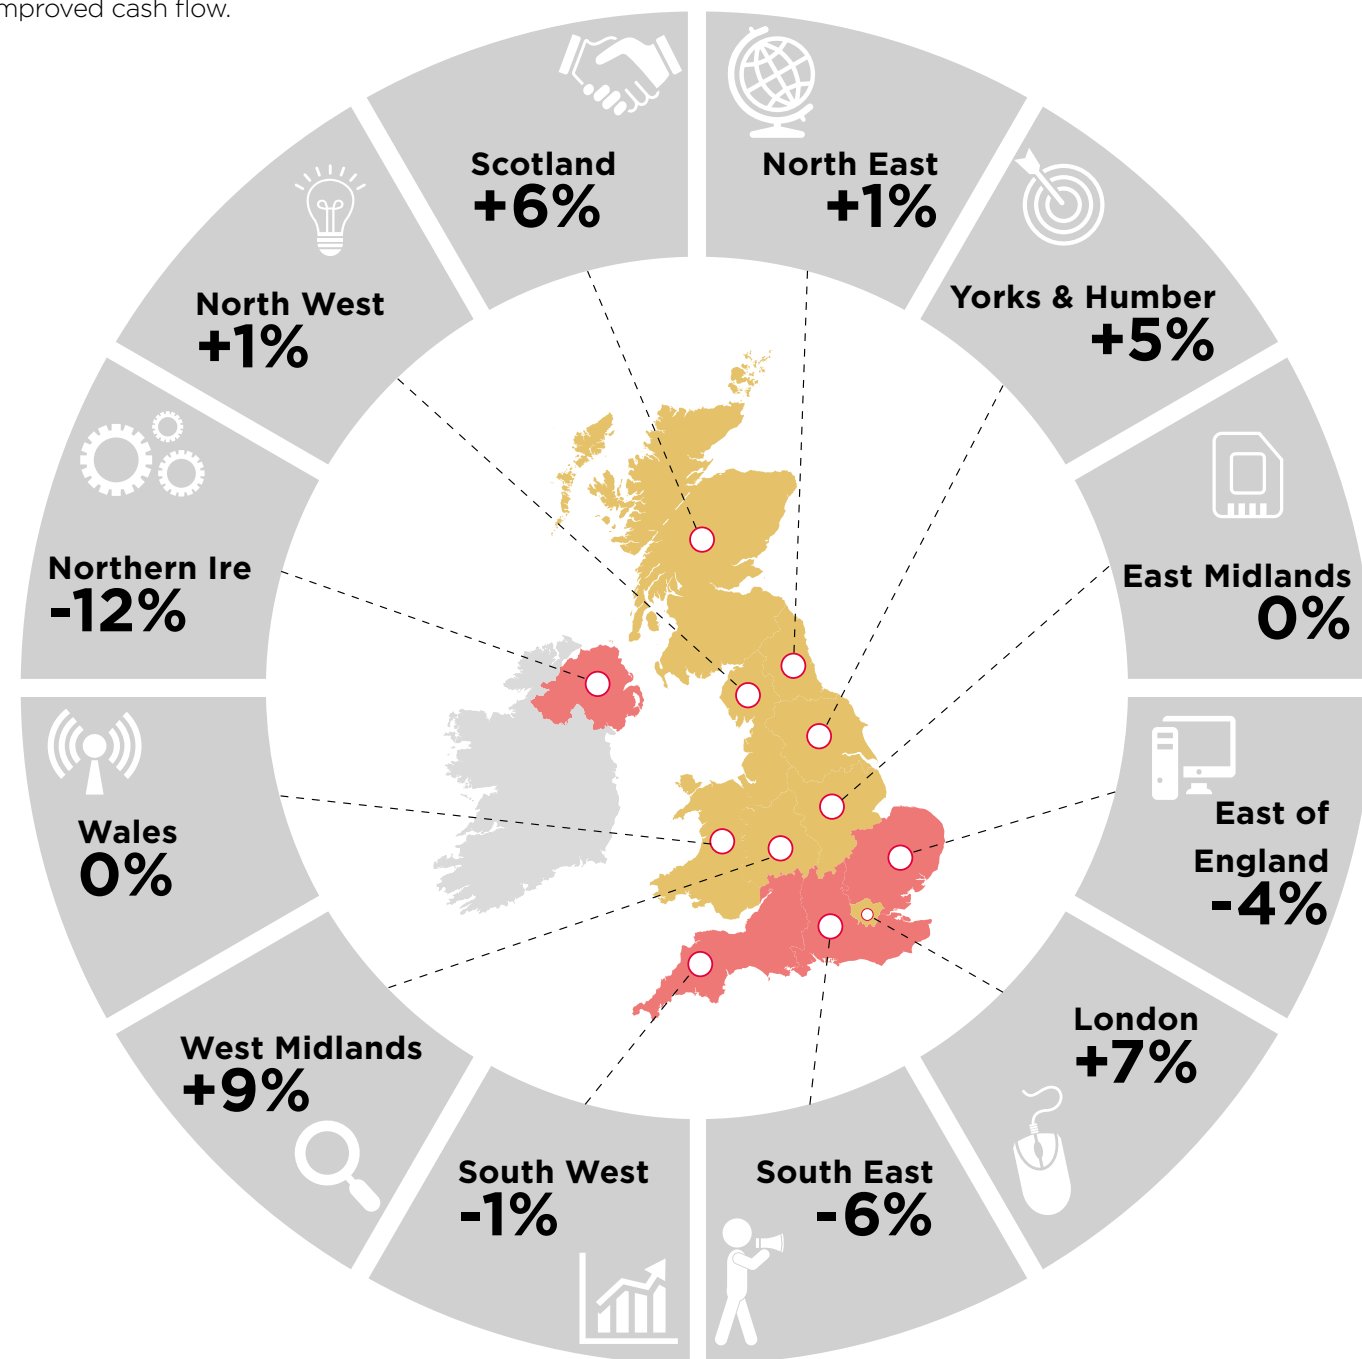 mproved cash flow.
Scotland
+6%
North East
+1%
North West
+1%
Yorks & Humber
+5%
Northern Ire
-12%
East Midlands
0%
Wales
0%
East of
England
-4%
West Midlands
+9%
London
+7%
South West
-1%
South East
-6%